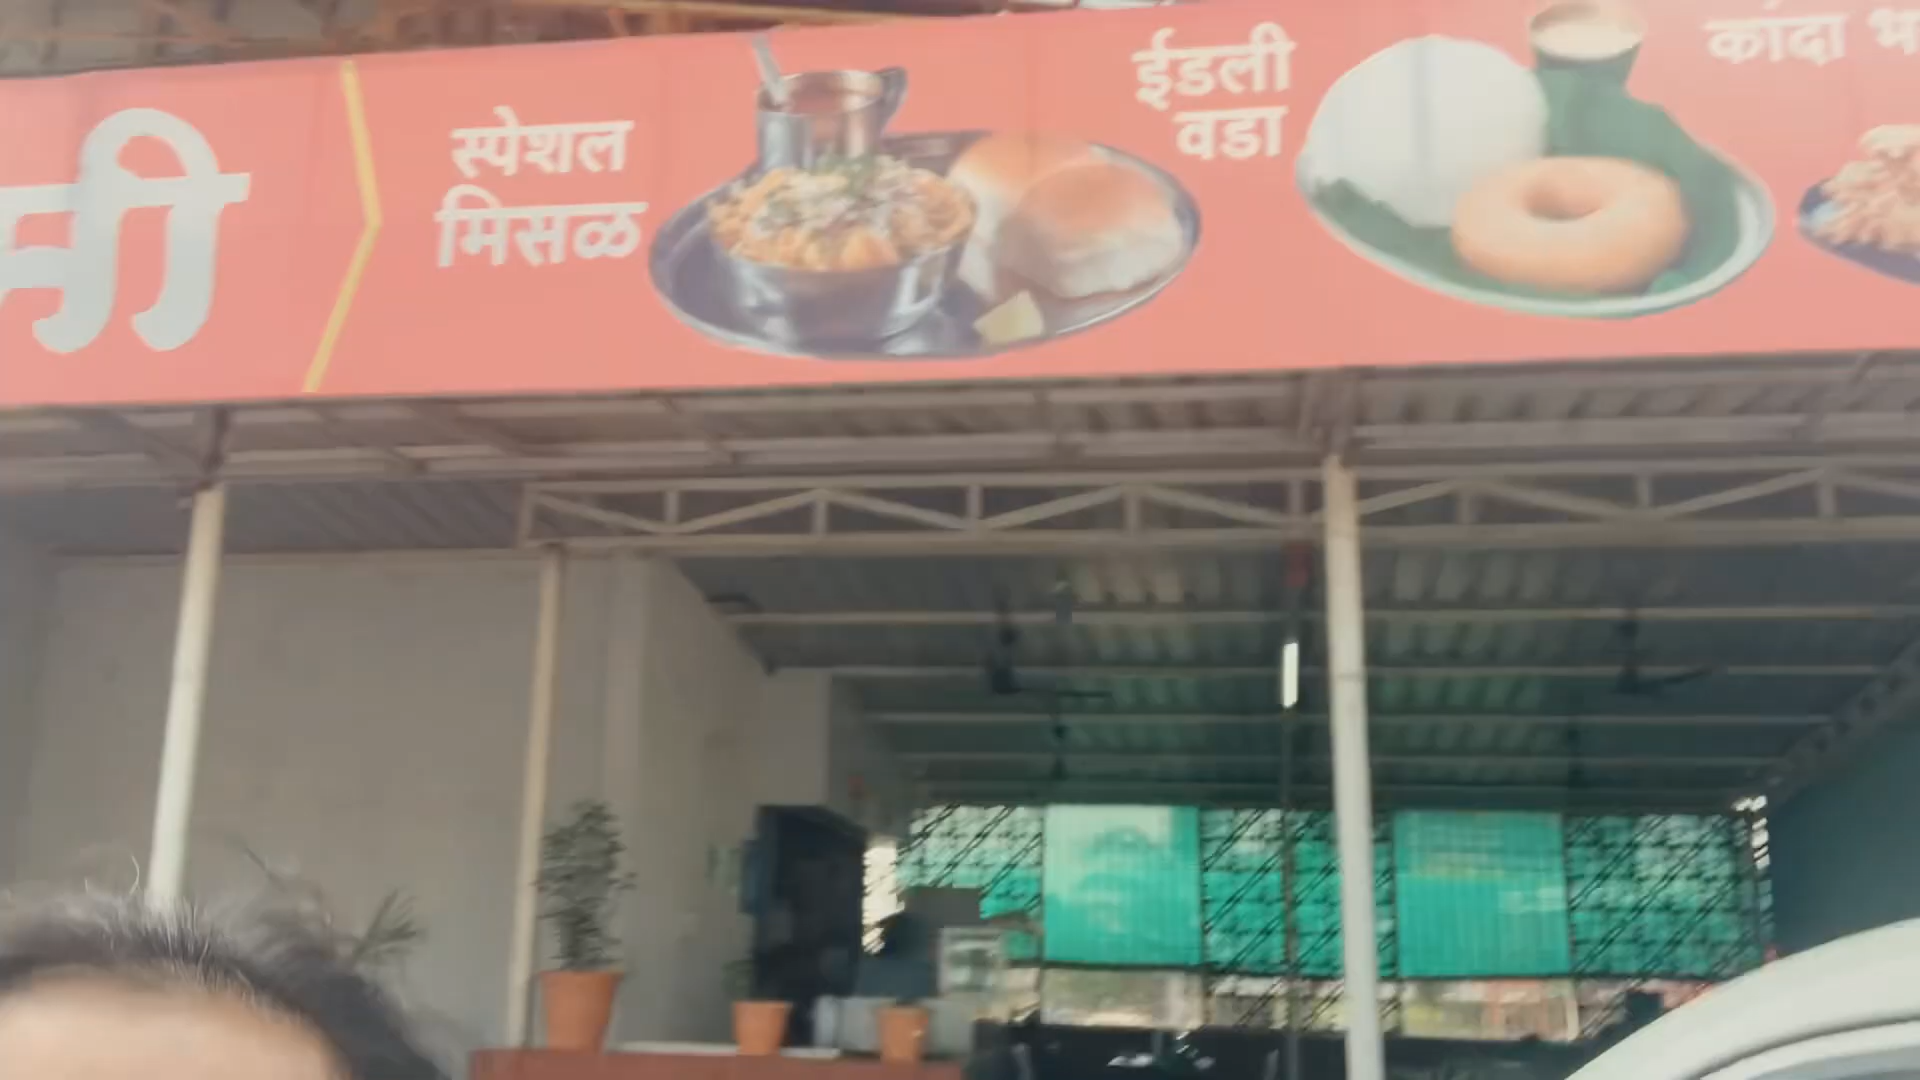 स्पेशल
मिसळ
ईडली
वडा
कांदा